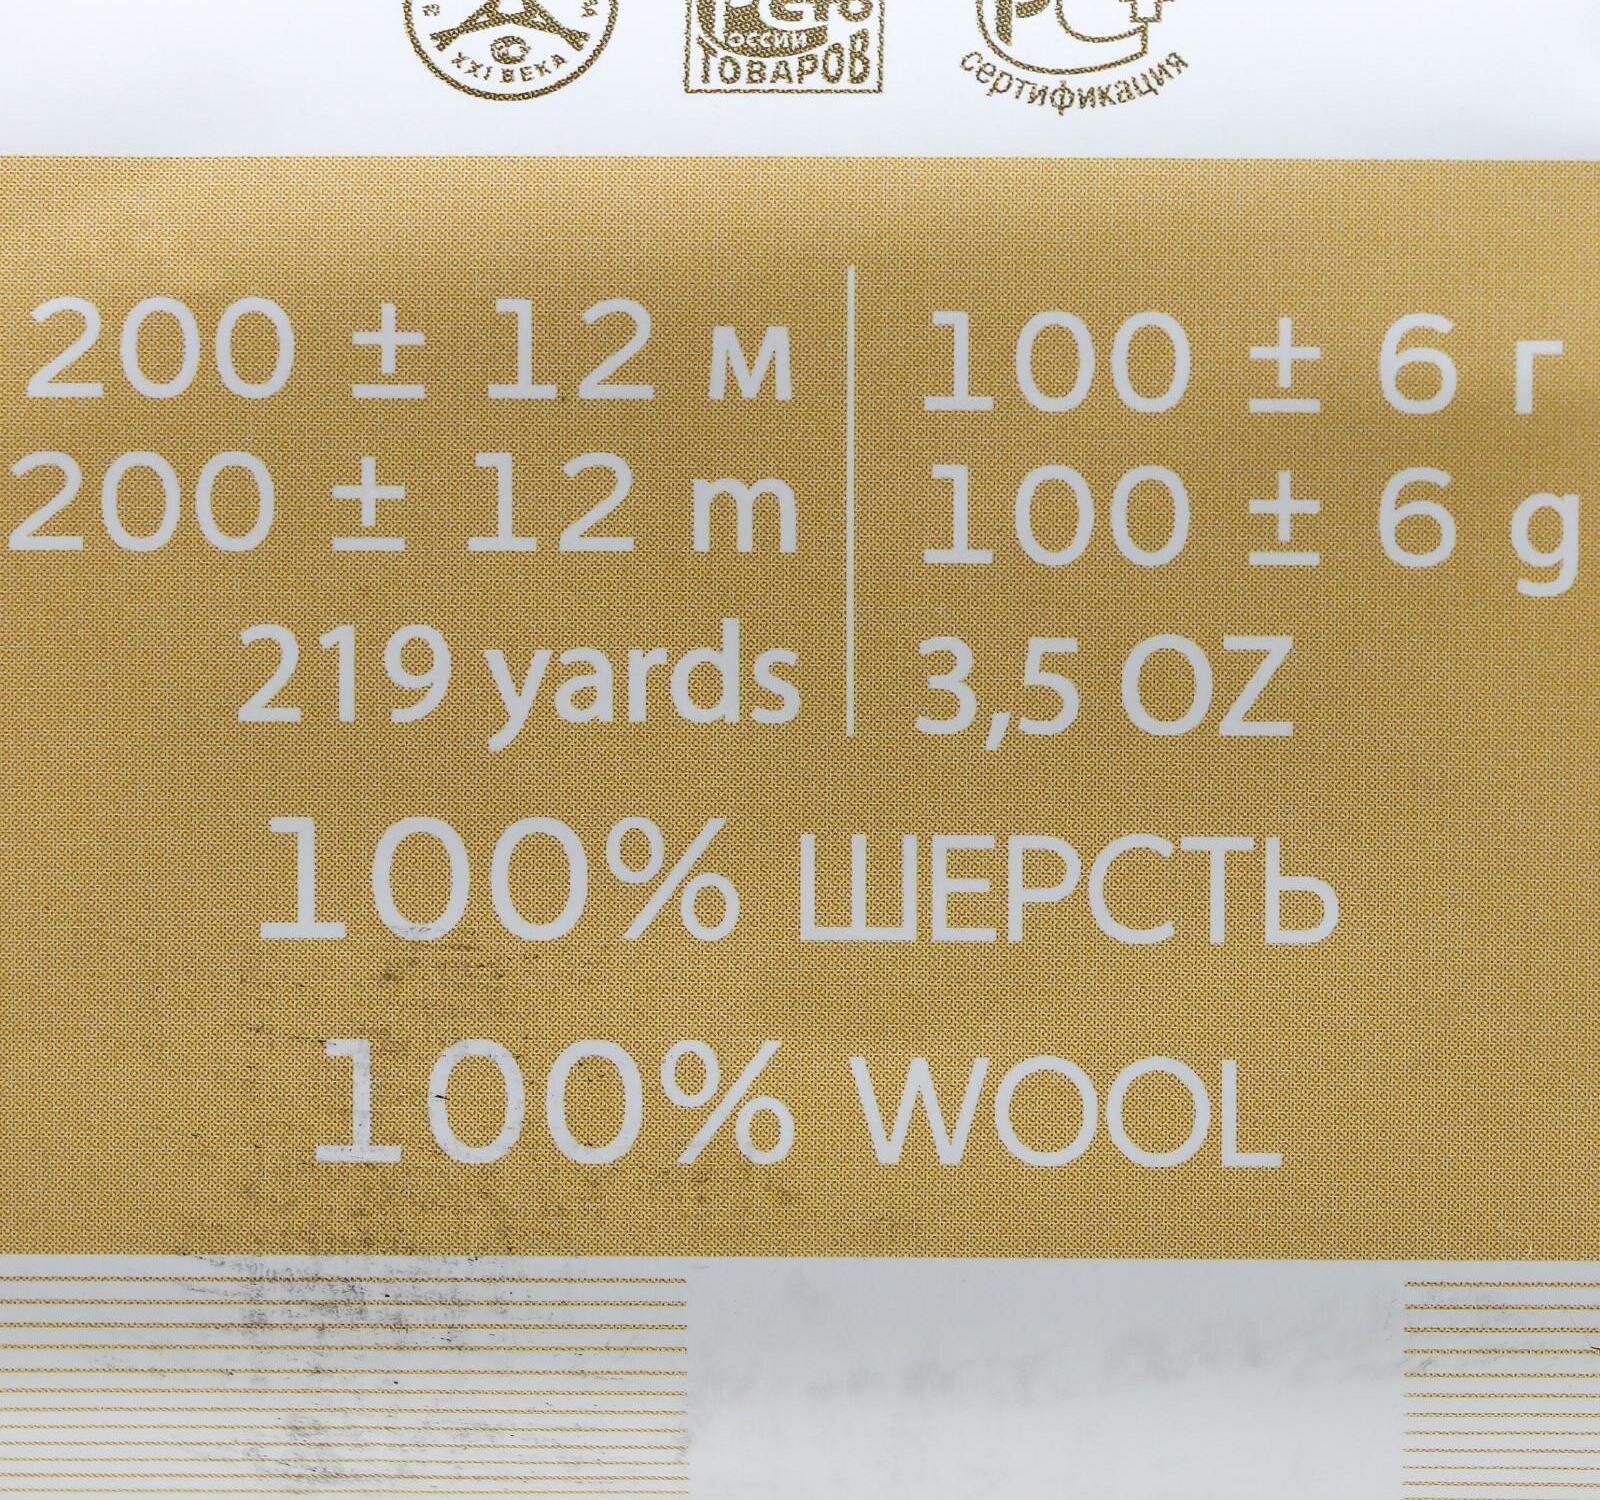 XXI ВЕКА
России
ТОВАРОВ
сертификация
200 ± 12 м
100 ± 6 г
200 ± 12 m
100 ± 6 g
219 yards
3,5 OZ
100% ШЕРСТЬ
100% WOOL